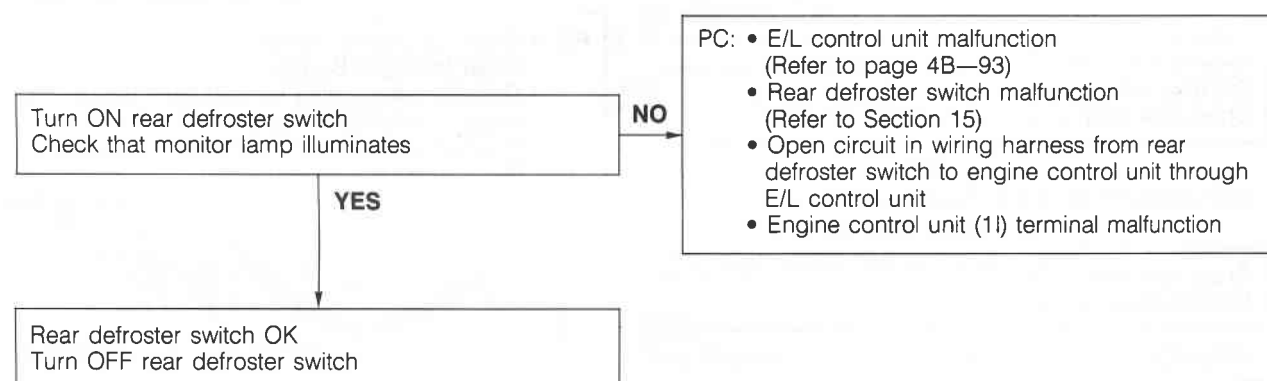 Turn ON rear defroster switch
Check that monitor lamp illuminates
NO
PC: • E/L control unit malfunction
(Refer to page 4B—93)
• Rear defroster switch malfunction
(Refer to Section 15)
• Open circuit in wiring harness from rear
defroster switch to engine control unit through
E/L control unit
• Engine control unit (1I) terminal malfunction
YES
Rear defroster switch OK
Turn OFF rear defroster switch